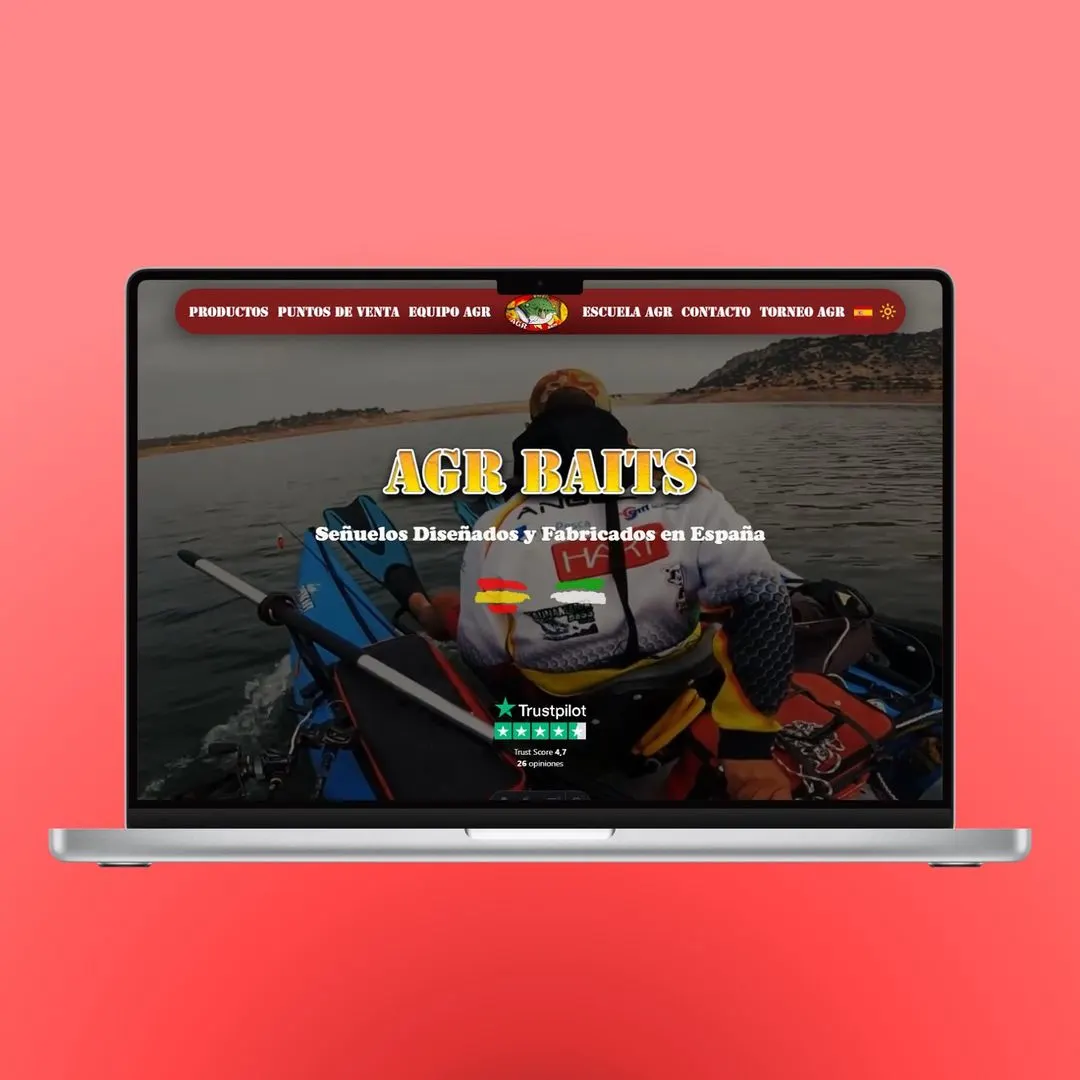 PRODUCTOS PUNTOS DE VENTA EQUIPO AGR AGR ESCUELA AGR CONTACTO TORNEO AGR
AGR BAITS
Señuelos Diseñados y Fabricados en España
HART
Trustpilot
Trust Score 4,7
26 opiniones